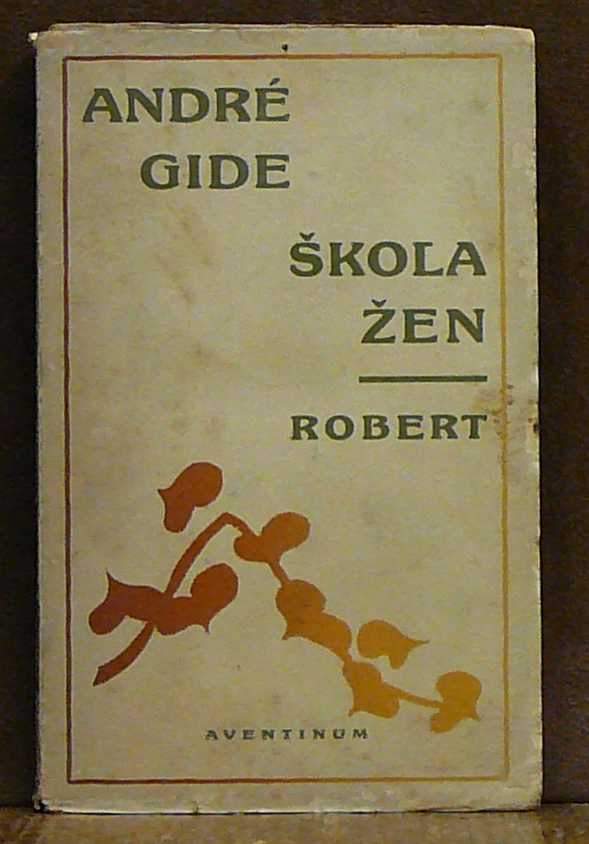 ANDRÉ
GIDE
ŠKOLA
ŽEN
ROBERT
AVENTINUM